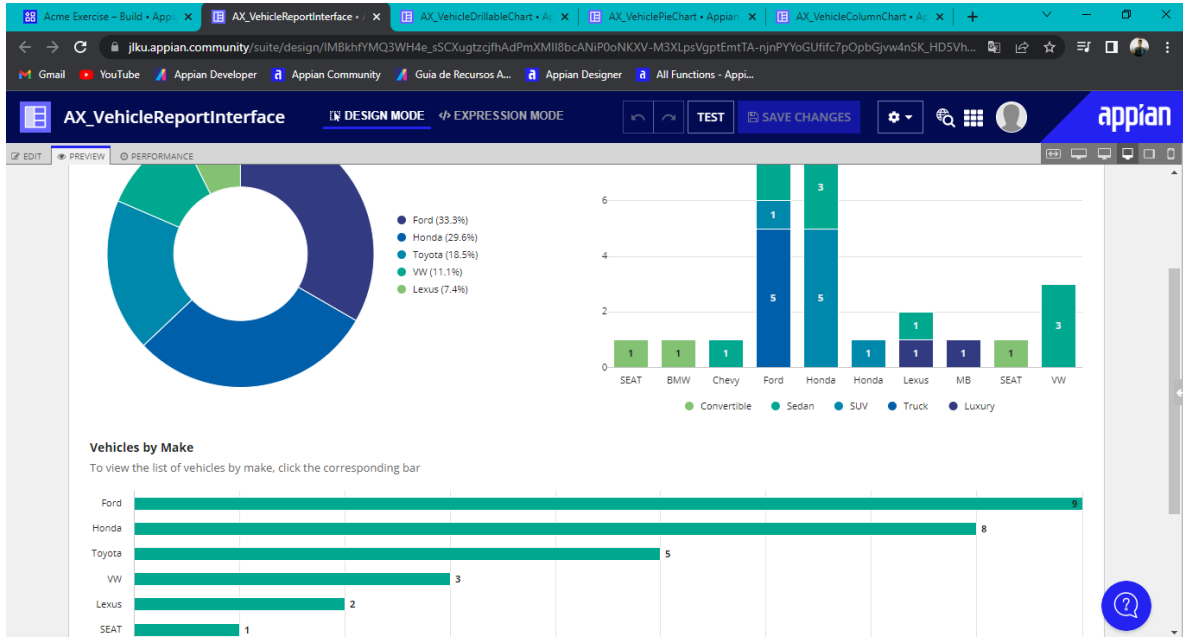 Acme Exercise – Build • Appi
AX_VehicleReportInterface • A
AX_VehicleDrillableChart • Ap
AX_VehiclePieChart • Appian
AX_VehicleColumnChart • Ap
jlku.appian.community/suite/design/
Gmail
YouTube
Appian Developer
Appian Community
Guia de Recursos A...
Appian Designer
All Functions - Appi...
AX_VehicleReportInterface
DESIGN MODE
EXPRESSION MODE
TEST
SAVE CHANGES
appian
EDIT
PREVIEW
PERFORMANCE
Ford (33.3%)
Honda (29.6%)
Toyota (18.5%)
VW (11.1%)
Lexus (7.4%)
6
4
2
0
3
1
5
5
1
3
1
1
1
1
1
1
1
SEAT BMW Chevy Ford Honda Honda Lexus MB SEAT VW
Convertible Sedan SUV Truck Luxury
Vehicles by Make
To view the list of vehicles by make, click the corresponding bar
Ford 9
Honda 8
Toyota 5
VW 3
Lexus 2
SEAT 1